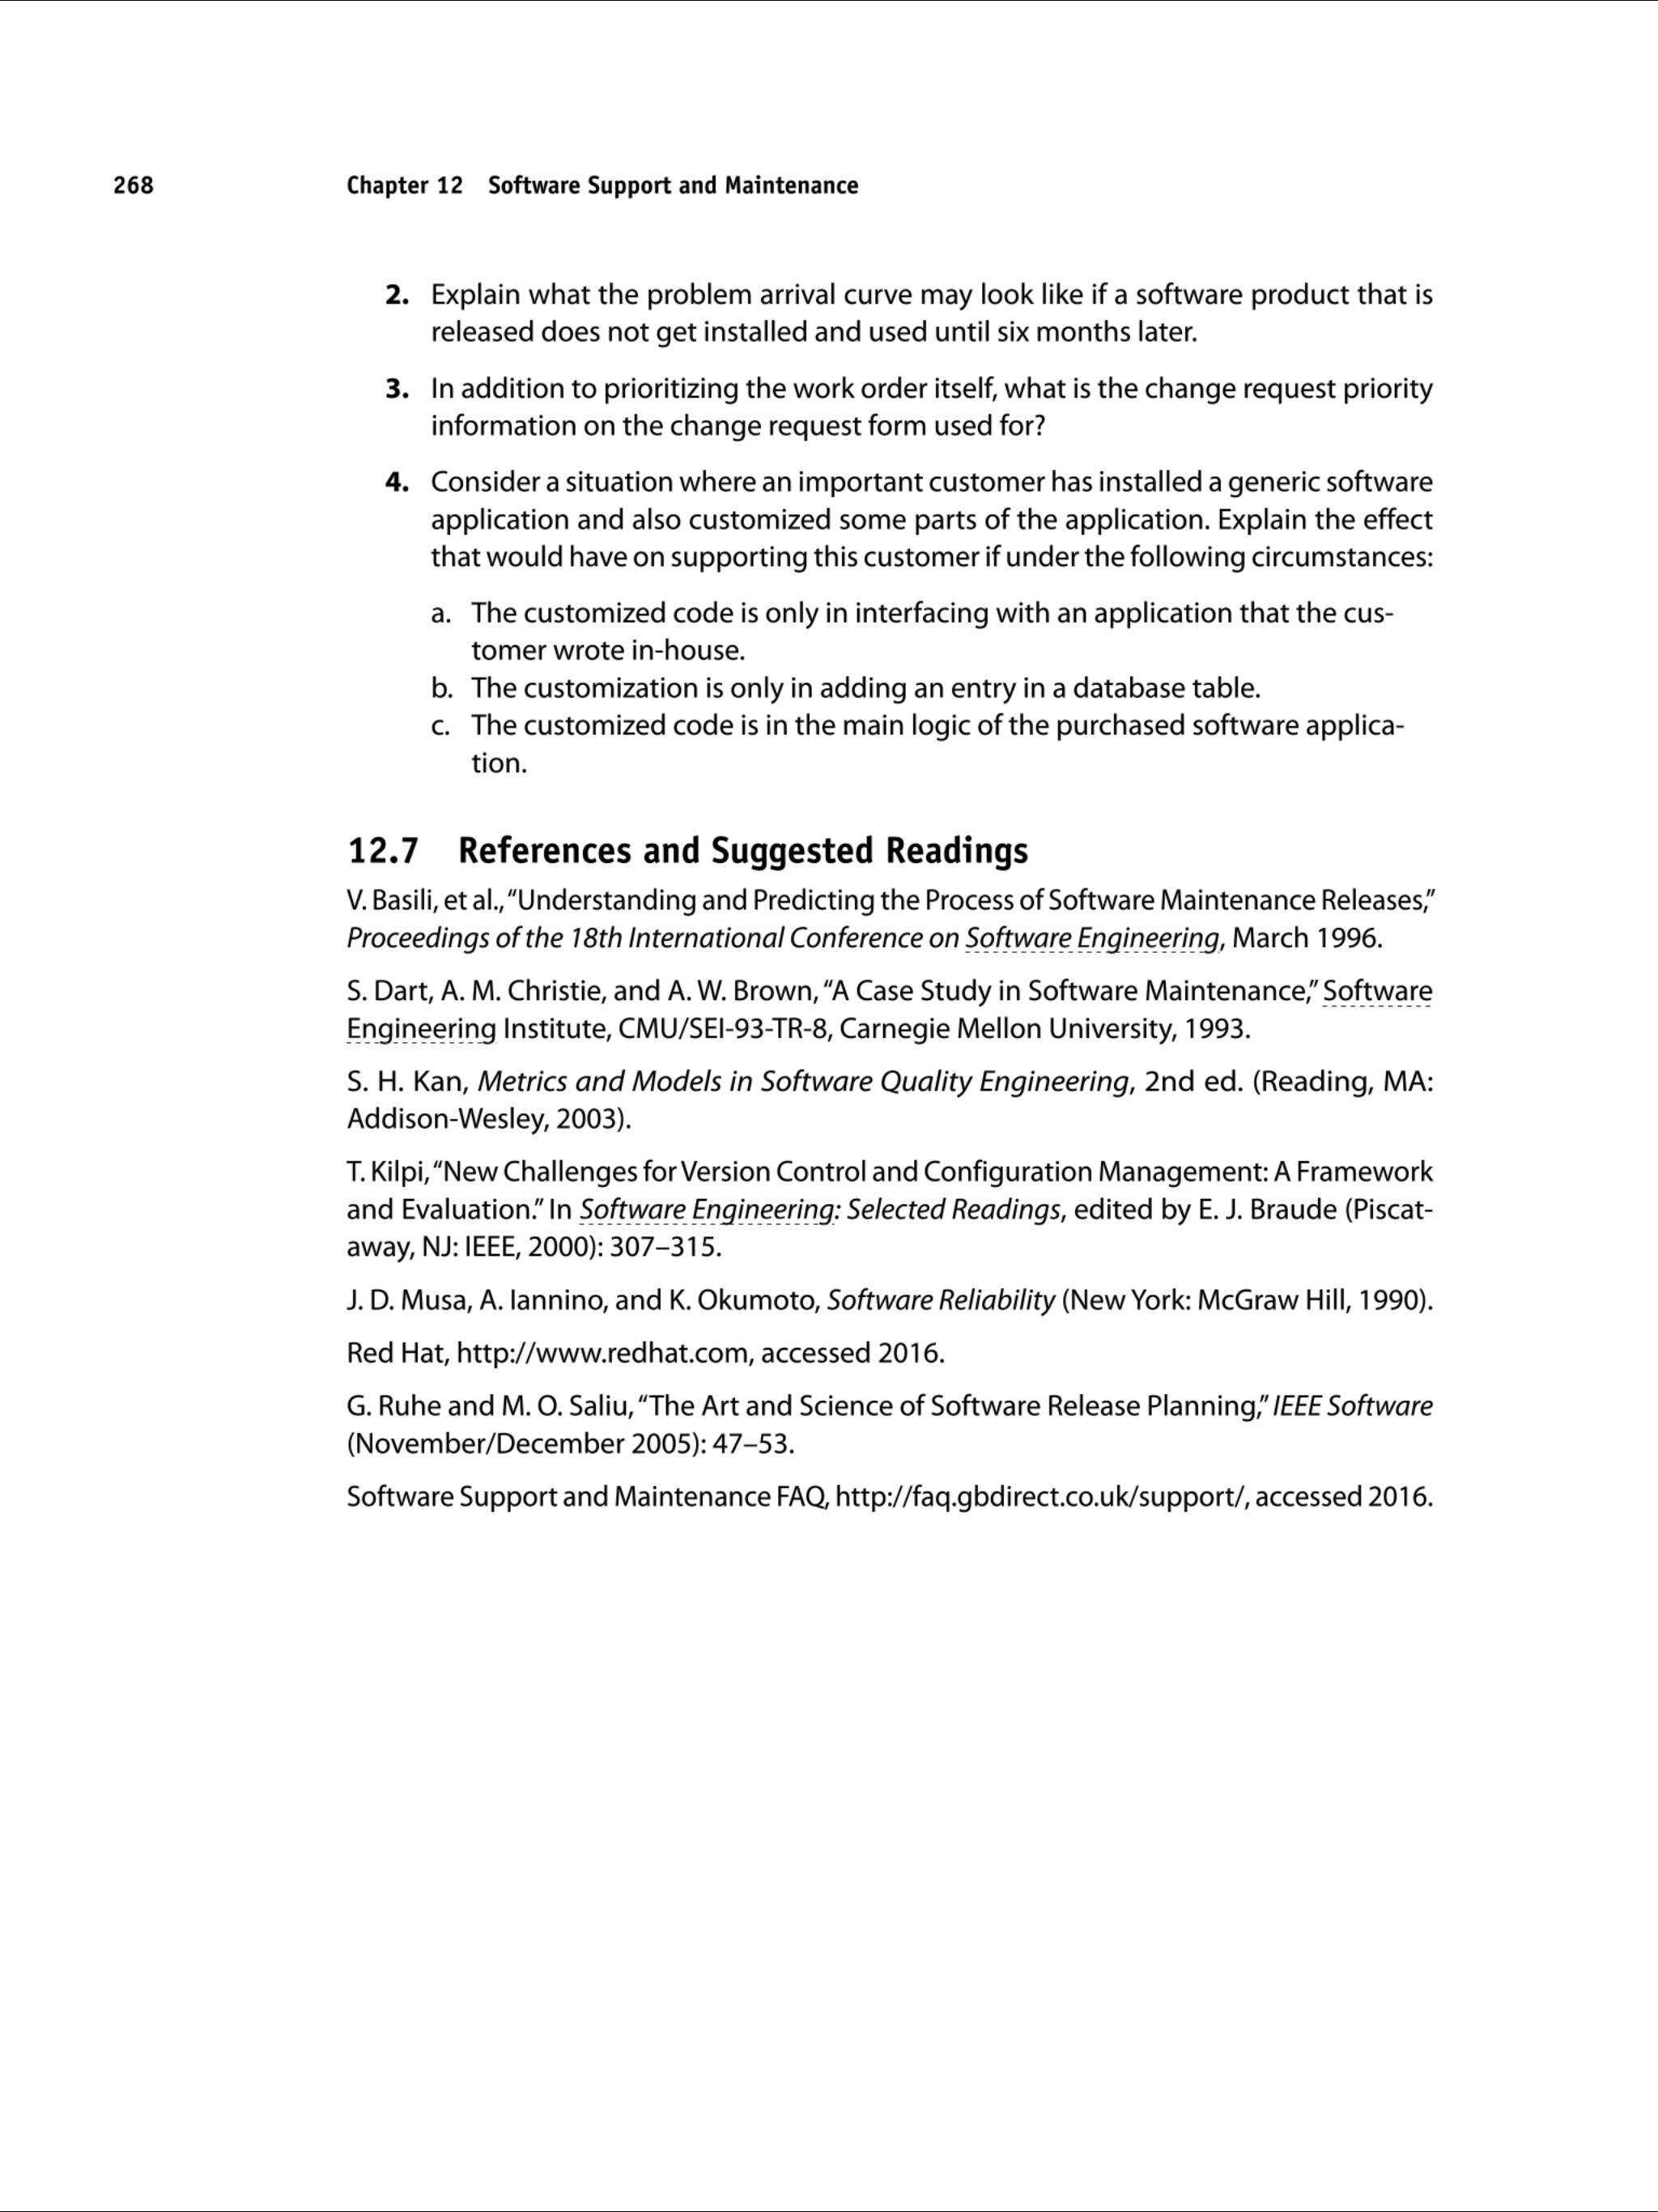 268 Chapter 12 Software Support and Maintenance
2. Explain what the problem arrival curve may look like if a software product that is
released does not get installed and used until six months later.
3. In addition to prioritizing the work order itself, what is the change request priority
information on the change request form used for?
4. Consider a situation where an important customer has installed a generic software
application and also customized some parts of the application. Explain the effect
that would have on supporting this customer if under the following circumstances:
a. The customized code is only in interfacing with an application that the cus-
tomer wrote in-house.
b. The customization is only in adding an entry in a database table.
c. The customized code is in the main logic of the purchased software applica-
tion.
12.7 References and Suggested Readings
V. Basili, et al., “Understanding and Predicting the Process of Software Maintenance Releases,”
Proceedings of the 18th International Conference on Software Engineering, March 1996.
S. Dart, A. M. Christie, and A. W. Brown, “A Case Study in Software Maintenance,” Software
Engineering Institute, CMU/SEI-93-TR-8, Carnegie Mellon University, 1993.
S. H. Kan, Metrics and Models in Software Quality Engineering, 2nd ed. (Reading, MA:
Addison-Wesley, 2003).
T. Kilpi, “New Challenges for Version Control and Configuration Management: A Framework
and Evaluation.” In Software Engineering: Selected Readings, edited by E. J. Braude (Piscat-
away, NJ: IEEE, 2000): 307–315.
J. D. Musa, A. Iannino, and K. Okumoto, Software Reliability (New York: McGraw Hill, 1990).
Red Hat, http://www.redhat.com, accessed 2016.
G. Ruhe and M. O. Saliu, “The Art and Science of Software Release Planning,” IEEE Software
(November/December 2005): 47–53.
Software Support and Maintenance FAQ, http://faq.gbdirect.co.uk/support/, accessed 2016.